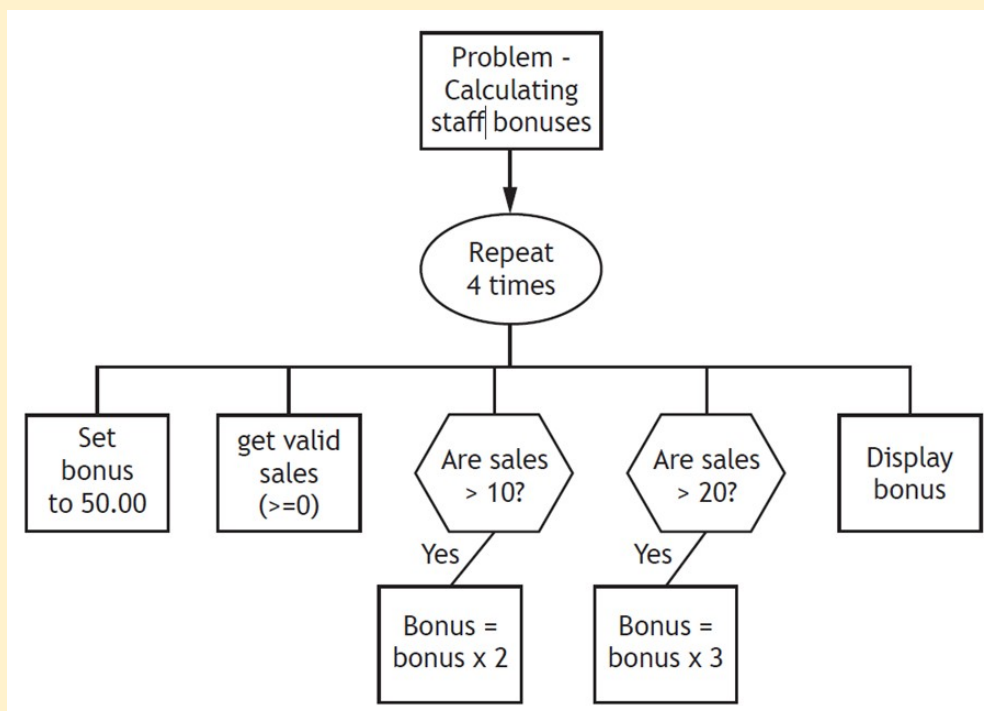 Problem -
Calculating
staff bonuses
Repeat
4 times
Set
bonus
to 50.00
get valid
sales
(>=0)
Are sales
> 10?
Are sales
> 20?
Display
bonus
Yes
Yes
Bonus =
bonus x 2
Bonus =
bonus x 3